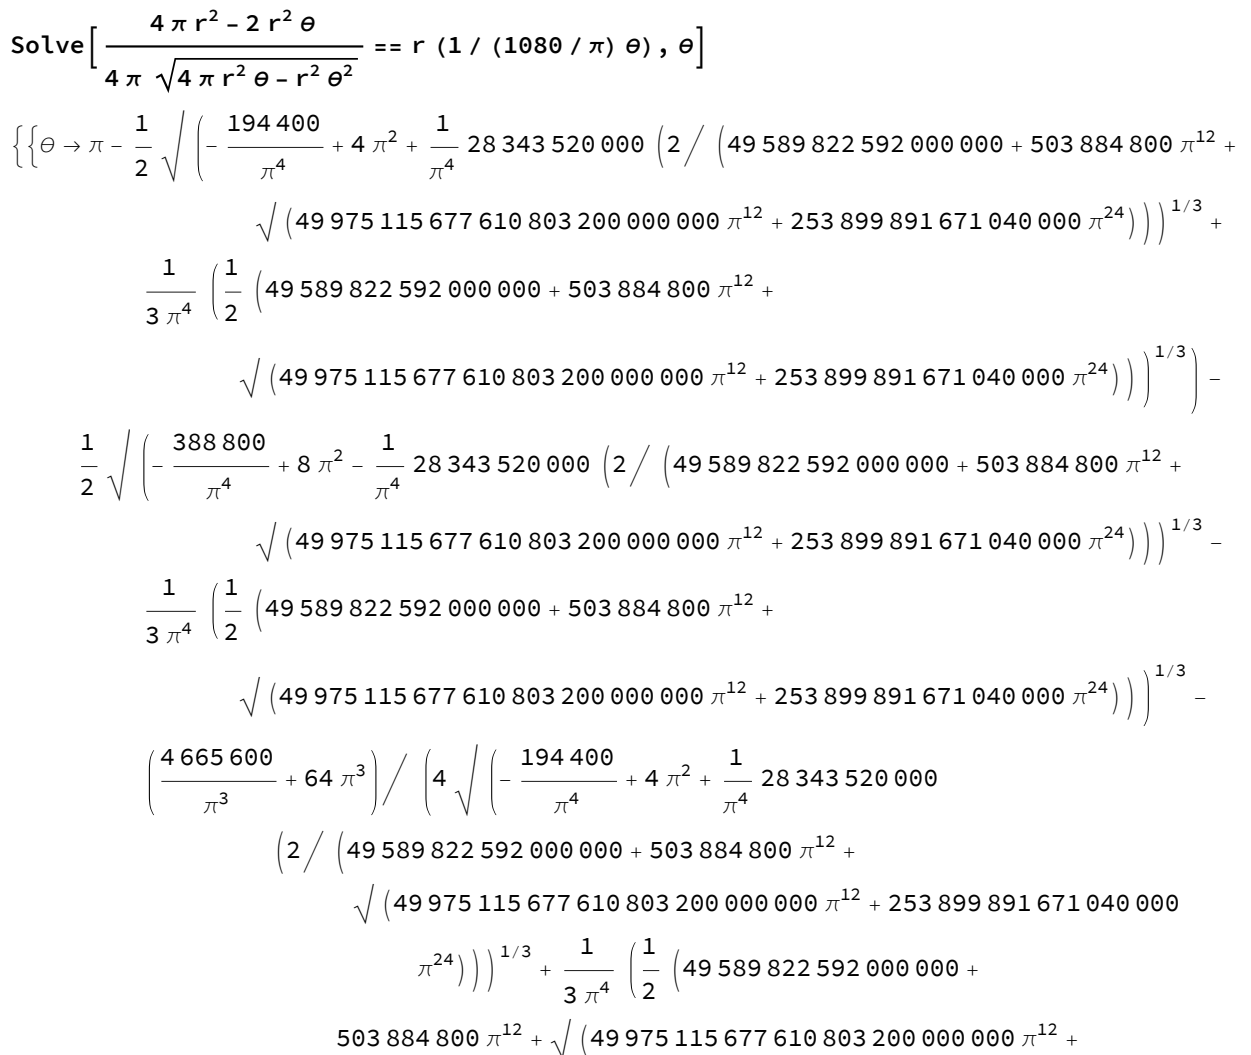 Solve[(4 π r^2 - 2 r^2 θ) / (4 π √(4 π r^2 θ - r^2 θ^2)) == r (1 / (1080 / π) θ), θ]
{{θ → π - 1/2 √(-194 400/π^4 + 4 π^2 + 1/π^4 28 343 520 000 (2 / (49 589 822 592 000 000 + 503 884 800 π^12 +
√(49 975 115 677 610 803 200 000 000 π^12 + 253 899 891 671 040 000 π^24)))^1/3 +
1/(3 π^4) (1/2 (49 589 822 592 000 000 + 503 884 800 π^12 +
√(49 975 115 677 610 803 200 000 000 π^12 + 253 899 891 671 040 000 π^24)))^1/3) -
1/2 √(-388 800/π^4 + 8 π^2 - 1/π^4 28 343 520 000 (2 / (49 589 822 592 000 000 + 503 884 800 π^12 +
√(49 975 115 677 610 803 200 000 000 π^12 + 253 899 891 671 040 000 π^24)))^1/3 -
1/(3 π^4) (1/2 (49 589 822 592 000 000 + 503 884 800 π^12 +
√(49 975 115 677 610 803 200 000 000 π^12 + 253 899 891 671 040 000 π^24)))^1/3 -
(4 665 600/π^3 + 64 π^3) / (4 √(-194 400/π^4 + 4 π^2 + 1/π^4 28 343 520 000
(2 / (49 589 822 592 000 000 + 503 884 800 π^12 +
√(49 975 115 677 610 803 200 000 000 π^12 + 253 899 891 671 040 000
π^24)))^1/3 + 1/(3 π^4) (1/2 (49 589 822 592 000 000 +
503 884 800 π^12 + √(49 975 115 677 610 803 200 000 000 π^12 +